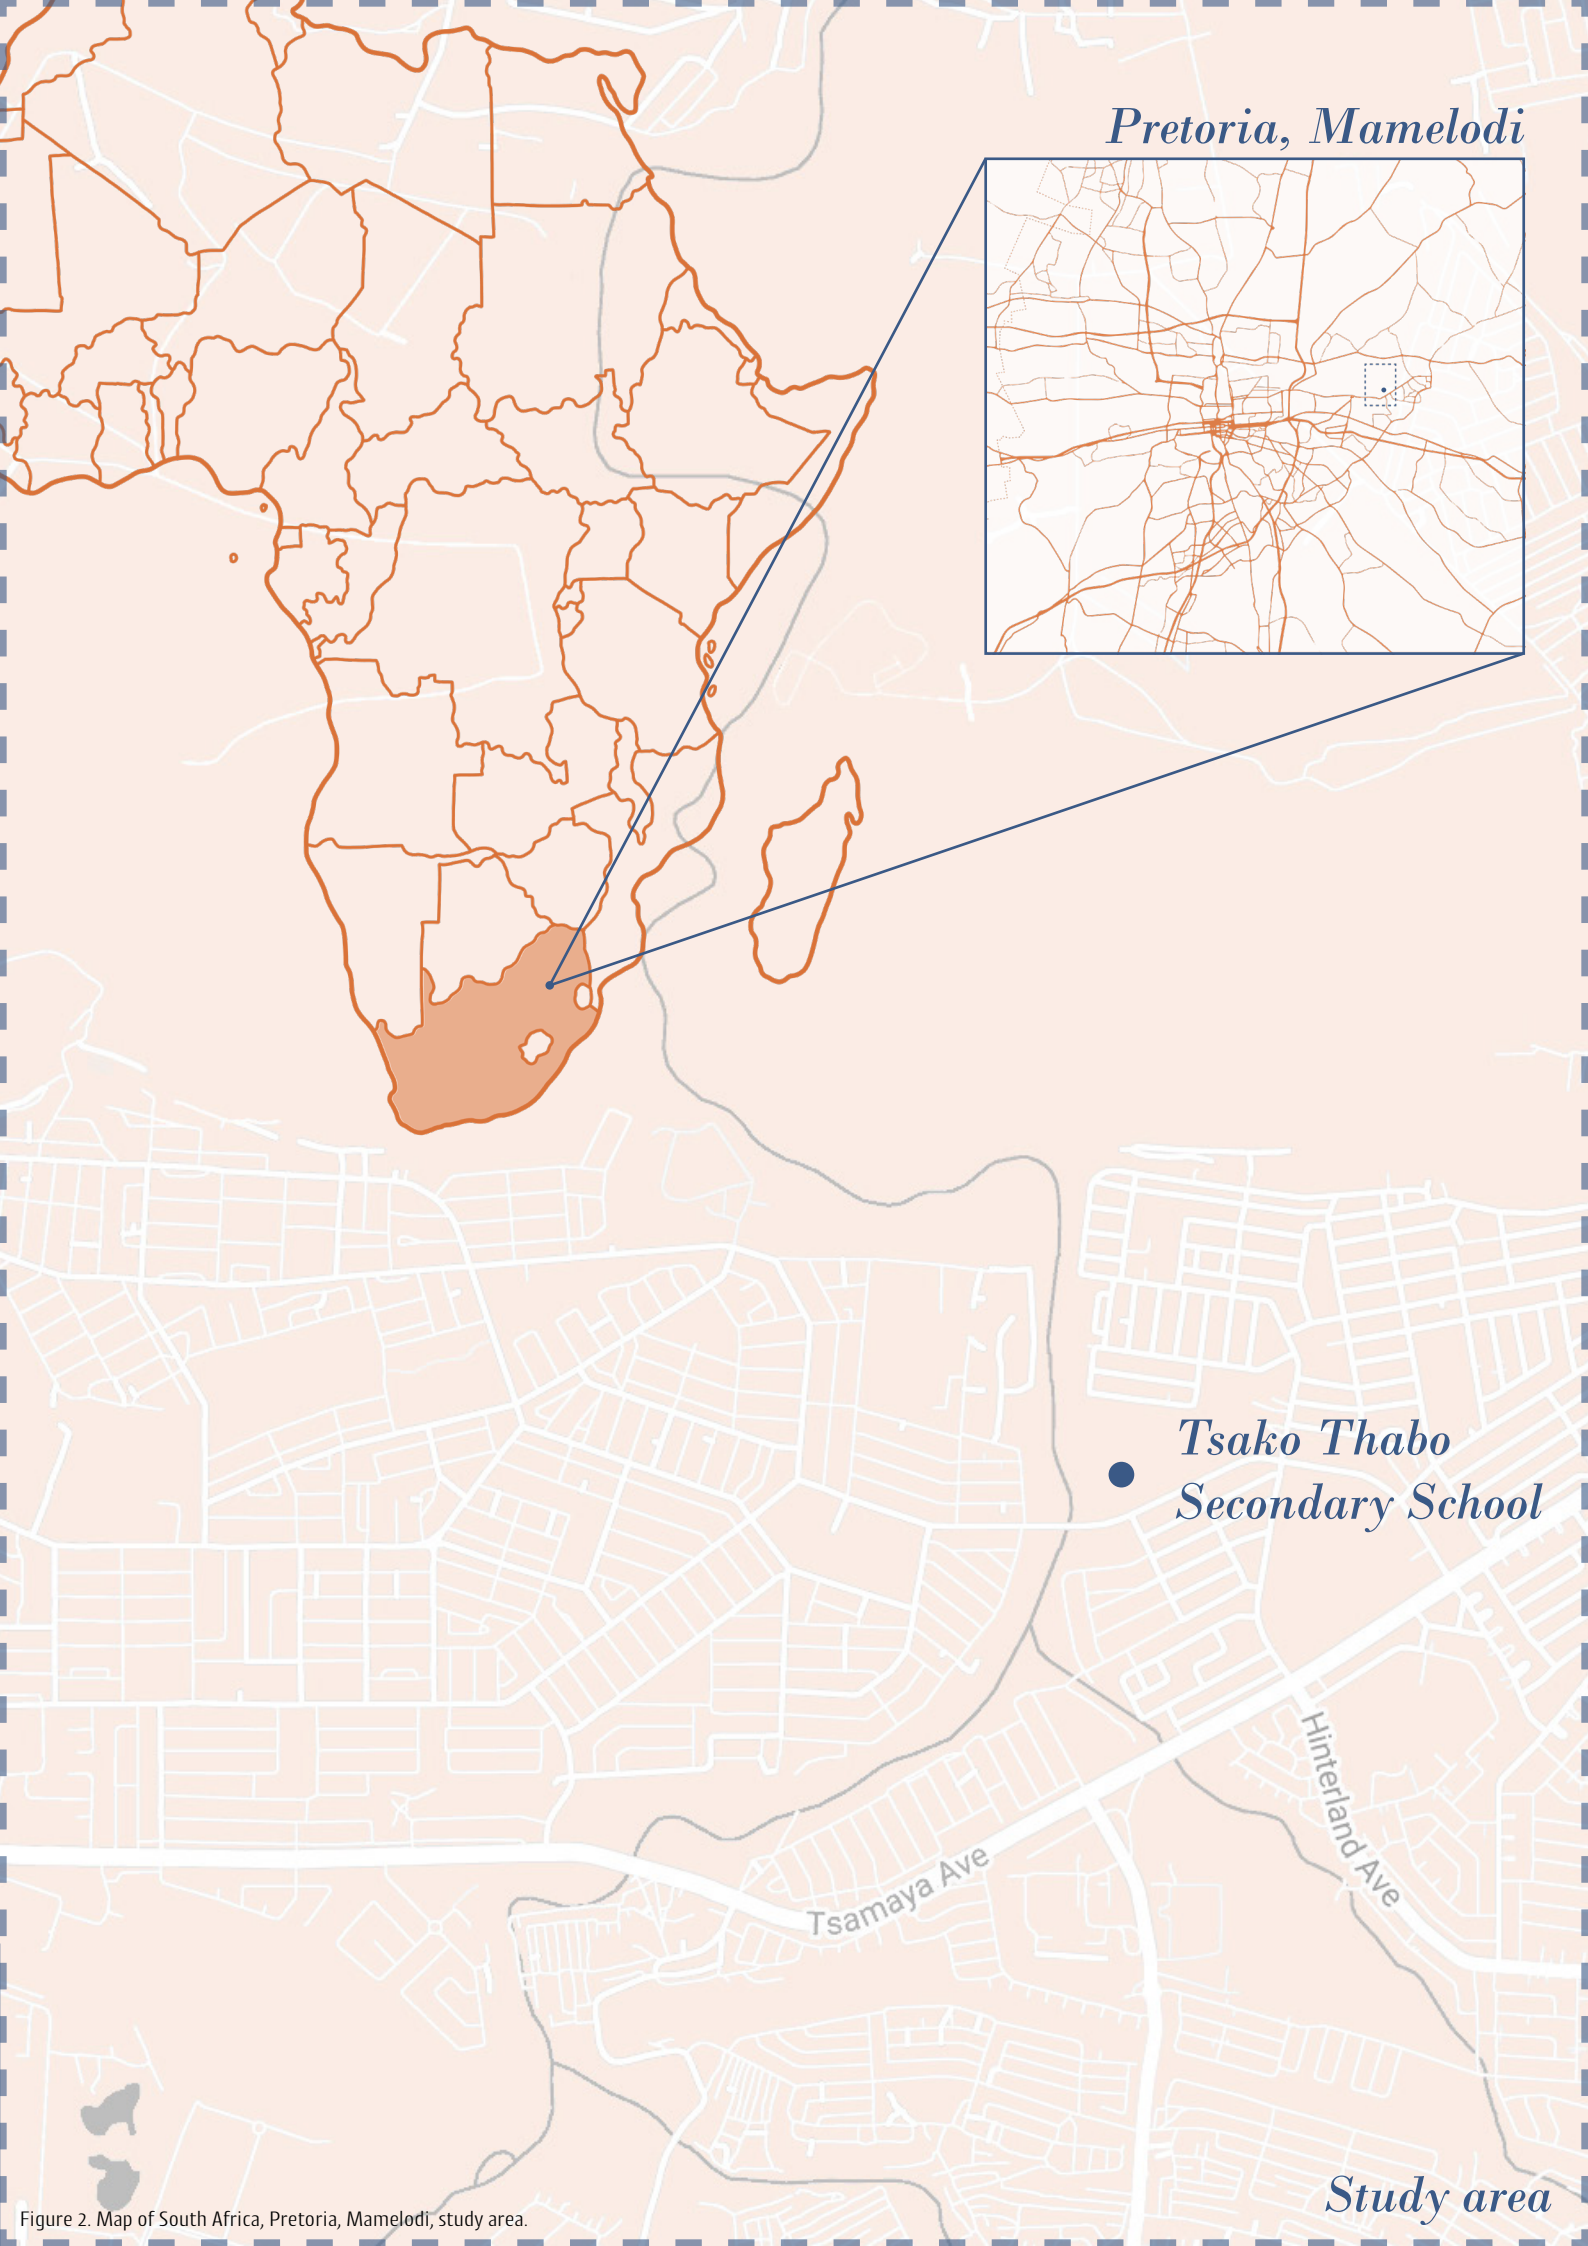 Pretoria, Mamelodi
Tsako Thabo
Secondary School
Hinterland Ave
Tsamaya Ave
Study area
Figure 2. Map of South Africa, Pretoria, Mamelodi, study area.